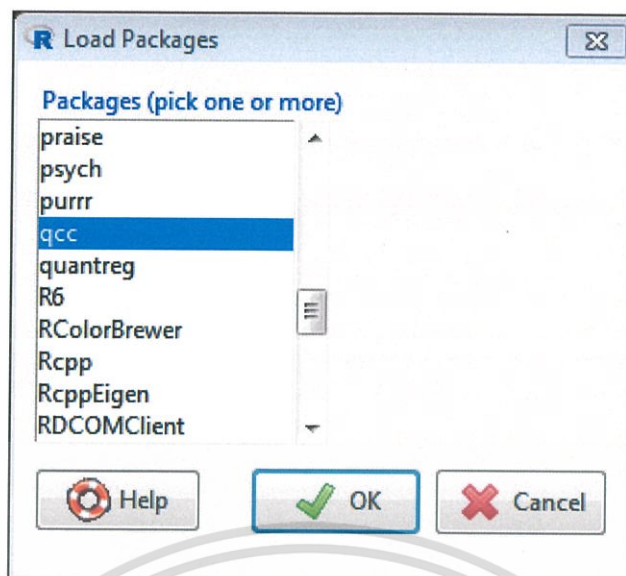 R Load Packages
Packages (pick one or more)
praise
psych
purrr
qcc
quantreg
R6
RColorBrewer
Rcpp
RcppEigen
RDCOMClient
Help
OK
Cancel